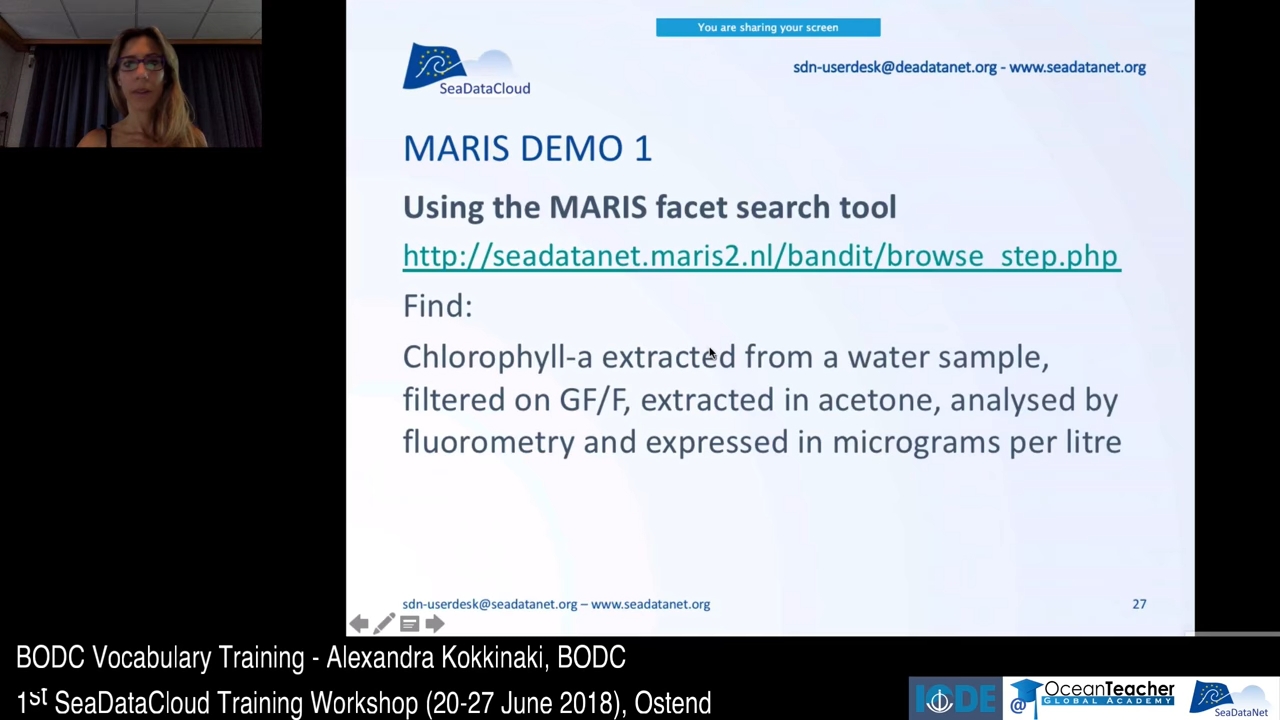 You are sharing your screen
SeaDataCloud
sdn-userdesk@deadatanet.org - www.seadatanet.org
MARIS DEMO 1
Using the MARIS facet search tool
http://seadatanet.maris2.nl/bandit/browse_step.php
Find:
Chlorophyll-a extracted from a water sample,
filtered on GF/F, extracted in acetone, analysed by
fluorometry and expressed in micrograms per litre
sdn-userdesk@seadatanet.org – www.seadatanet.org
27
BODC Vocabulary Training - Alexandra Kokkinaki, BODC
1st SeaDataCloud Training Workshop (20-27 June 2018), Ostend
IODE
@ OceanTeacher
GLOBAL ACADEMY
SeaDataNet